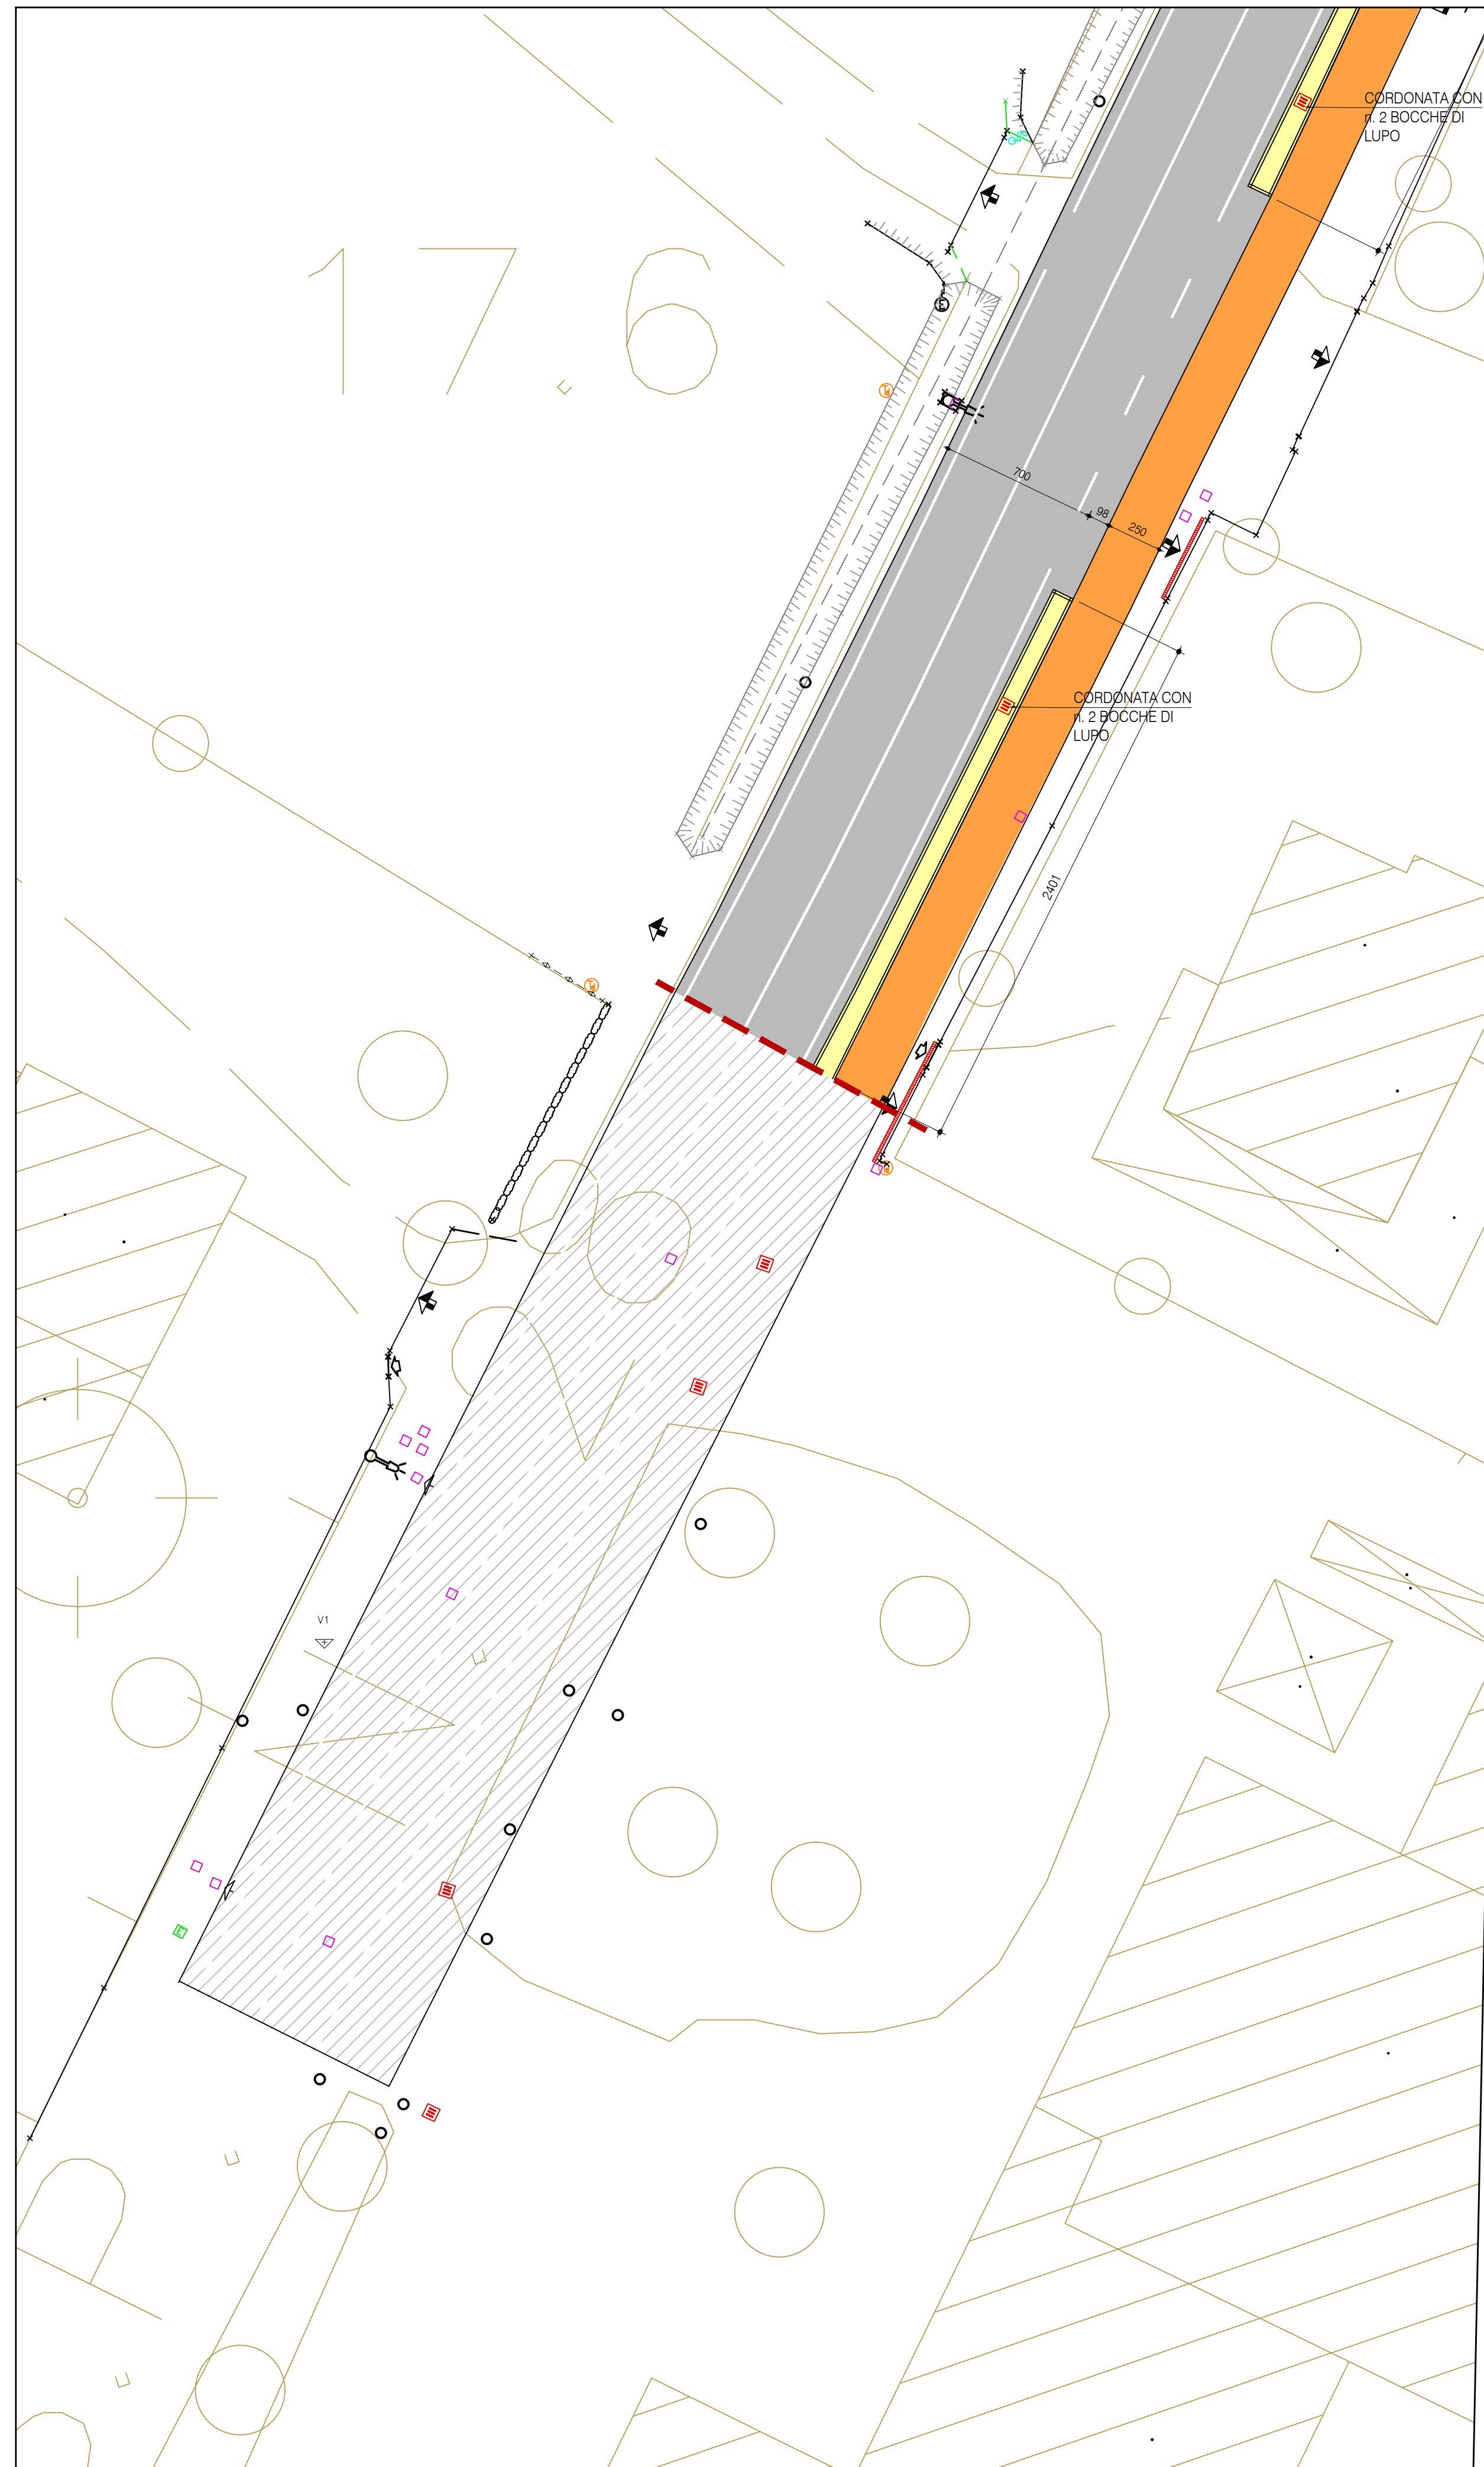 CORDONATA CON
n. 2 BOCCHE DI
LUPO
17.6
E
700
98
250
CORDONATA CON
n. 2 BOCCHE DI
LUPO
2401
V1
E